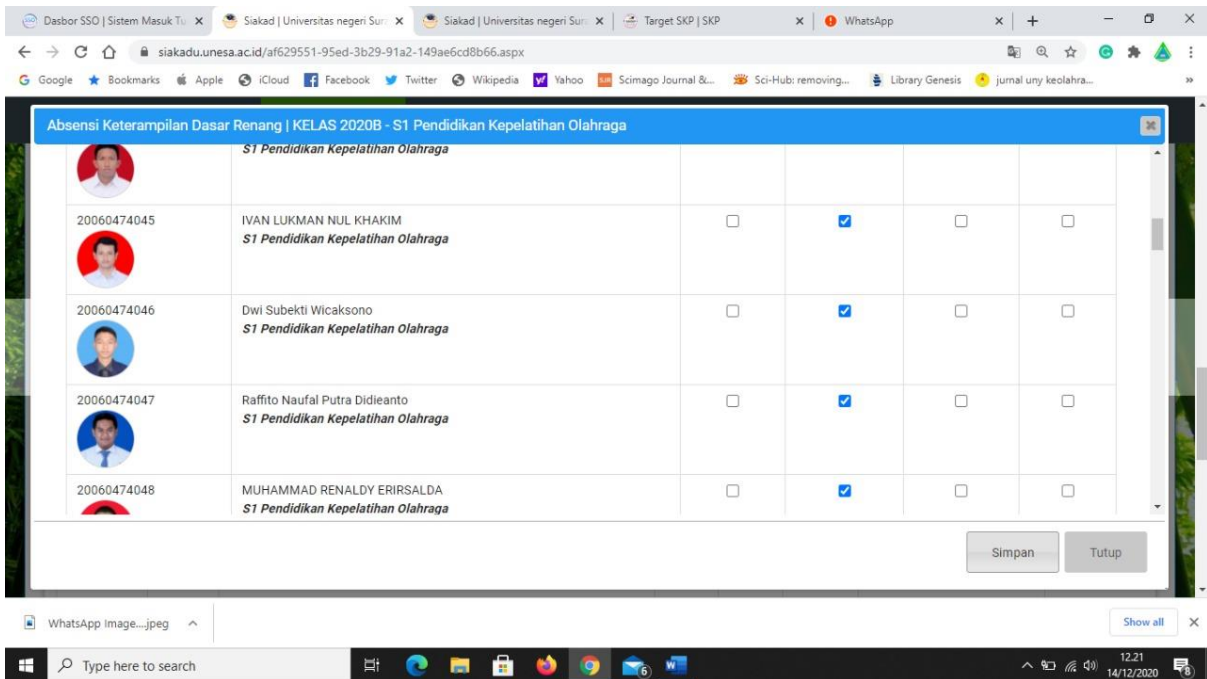 Dasbor SSO | Sistem Masuk Tu
Siakad | Universitas negeri Sur
Siakad | Universitas negeri Sur
Target SKP | SKP
WhatsApp
siakadu.unesa.ac.id/af629551-95ed-3b29-91a2-149ae6cd8b66.aspx
Google Bookmarks Apple iCloud Facebook Twitter Wikipedia Yahoo Scimago Journal &... Sci-Hub: removing... Library Genesis jurnal uny keolahra...
Absensi Keterampilan Dasar Renang | KELAS 2020B - S1 Pendidikan Kepelatihan Olahraga
S1 Pendidikan Kepelatihan Olahraga
20060474045 IVAN LUKMAN NUL KHAKIM
S1 Pendidikan Kepelatihan Olahraga
20060474046 Dwi Subekti Wicaksono
S1 Pendidikan Kepelatihan Olahraga
20060474047 Raffito Naufal Putra Didieanto
S1 Pendidikan Kepelatihan Olahraga
20060474048 MUHAMMAD RENALDY ERIRSALDA
S1 Pendidikan Kepelatihan Olahraga
Simpan Tutup
WhatsApp Image....jpeg
Show all
Type here to search
6
12.21
14/12/2020
8